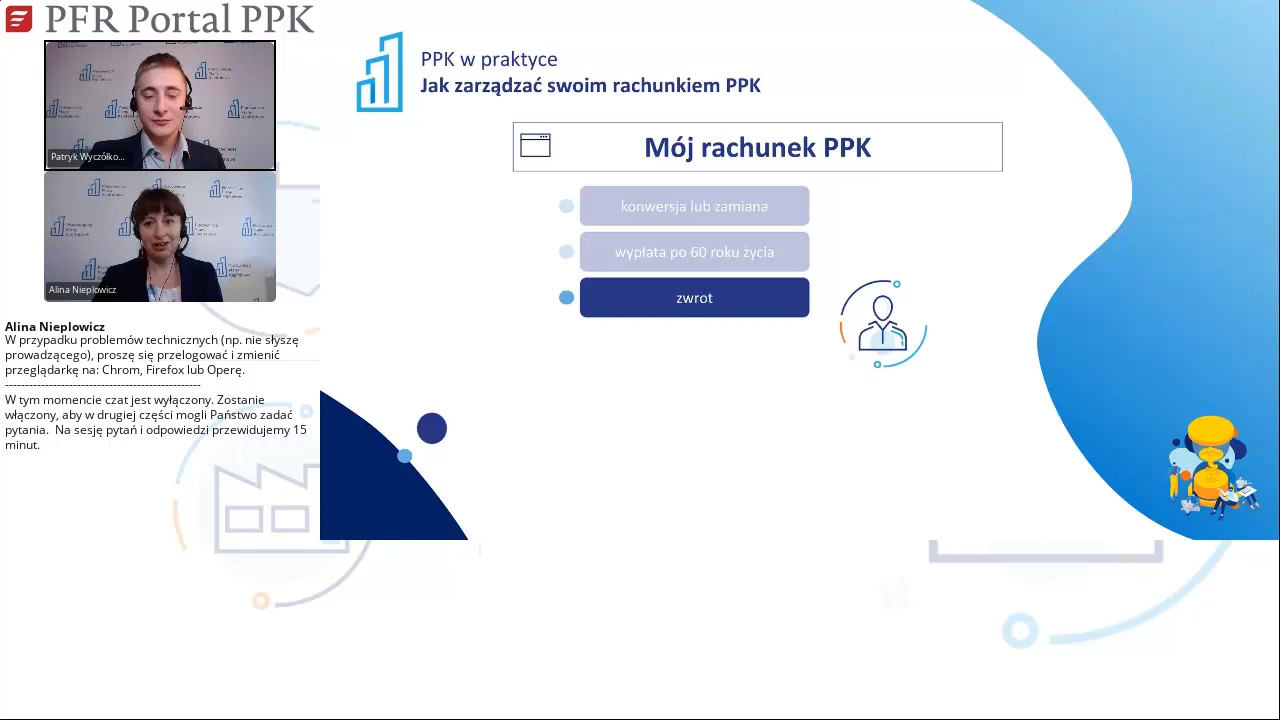 PFR Portal PPK
Patryk Wyczółko...
Alina Nieplowicz
Alina Nieplowicz
W przypadku problemów technicznych (np. nie słyszę
prowadzącego), proszę się przelogować i zmienić
przeglądarkę na: Chrom, Firefox lub Operę.
-------------------------------------------------
W tym momencie czat jest wyłączony. Zostanie
włączony, aby w drugiej części mogli Państwo zadać
pytania.  Na sesję pytań i odpowiedzi przewidujemy 15
minut.
PPK w praktyce
Jak zarządzać swoim rachunkiem PPK
Mój rachunek PPK
konwersja lub zamiana
wypłata po 60 roku życia
zwrot